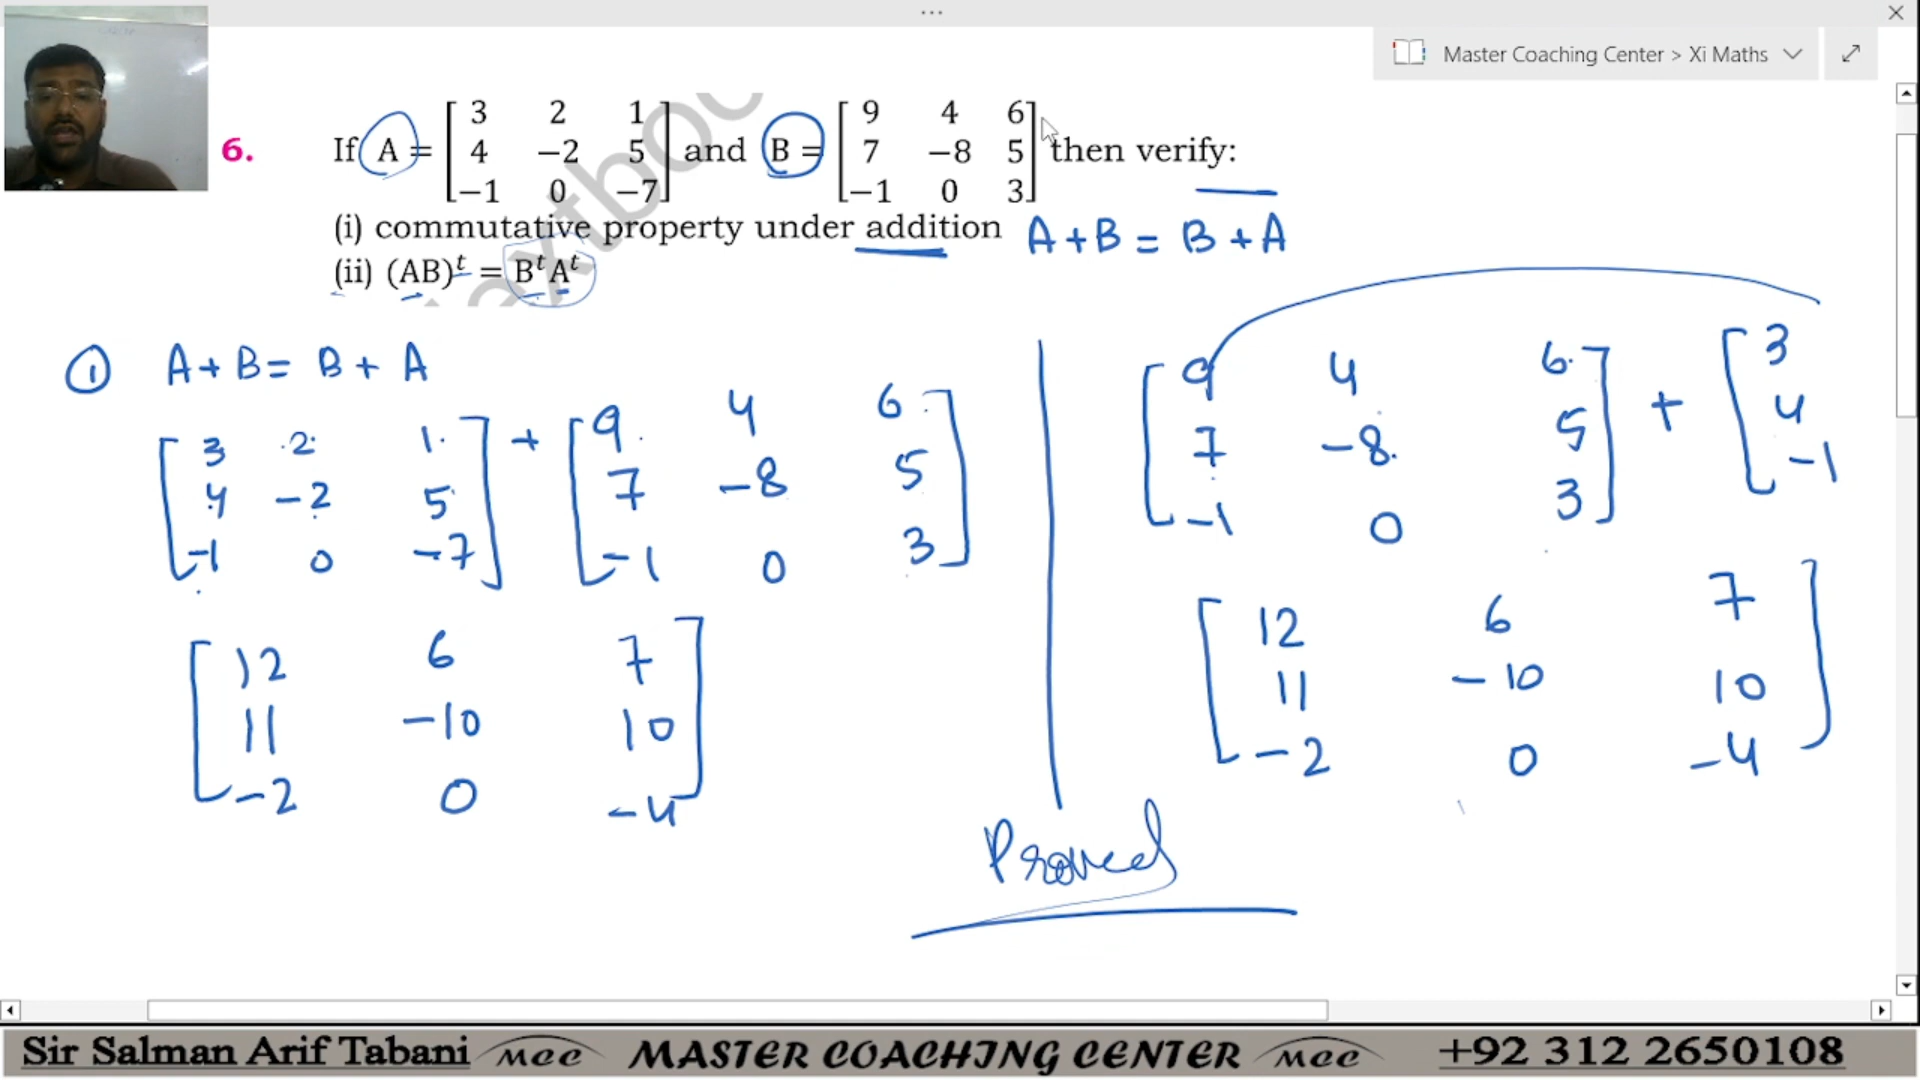 ...
Master Coaching Center > Xi Maths
6. If A = [3 2 1; 4 −2 5; −1 0 −7] and B = [9 4 6; 7 −8 5; −1 0 3] then verify:
(i) commutative property under addition A+B = B+A
(ii) (AB)^t = B^t A^t
① A+B = B+A
[3 2 1; 4 −2 5; −1 0 −7] + [9 4 6; 7 −8 5; −1 0 3]
[12 6 7; 11 −10 10; −2 0 −4]
[9 4 6; 7 −8 5; −1 0 3] + [3; 4; −1
[12 6 7; 11 −10 10; −2 0 −4]
Proved
Sir Salman Arif Tabani mcc MASTER COACHING CENTER mcc +92 312 2650108